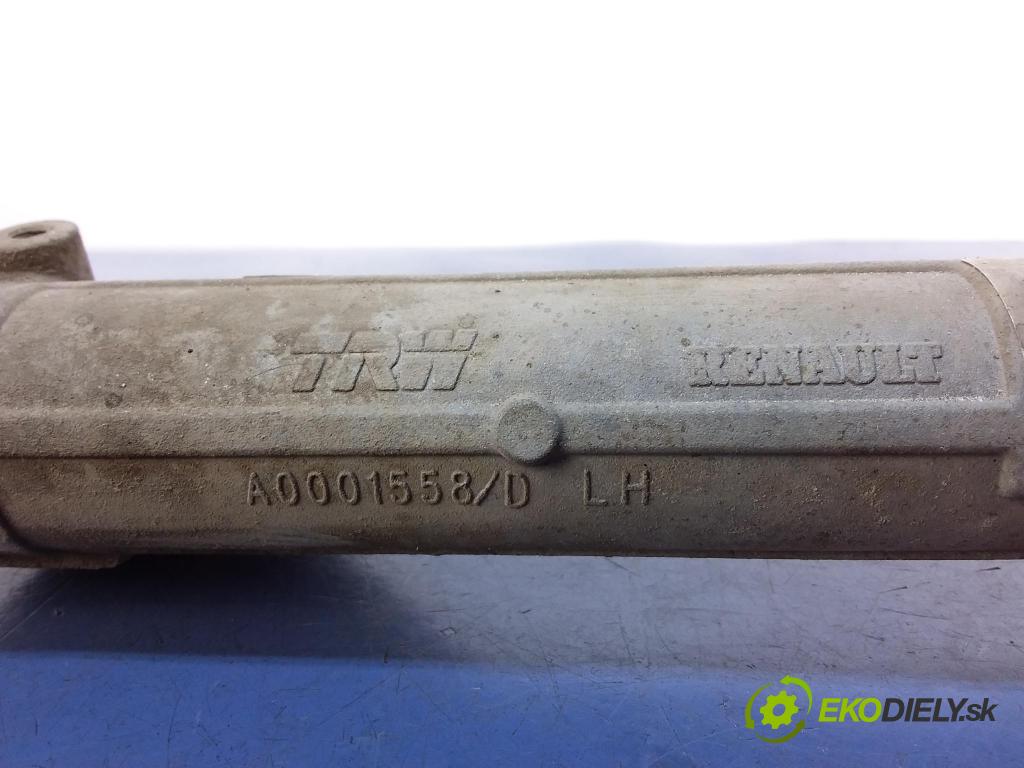 TRW RENAULT
A0001558/D LH
EKODIELY.sk